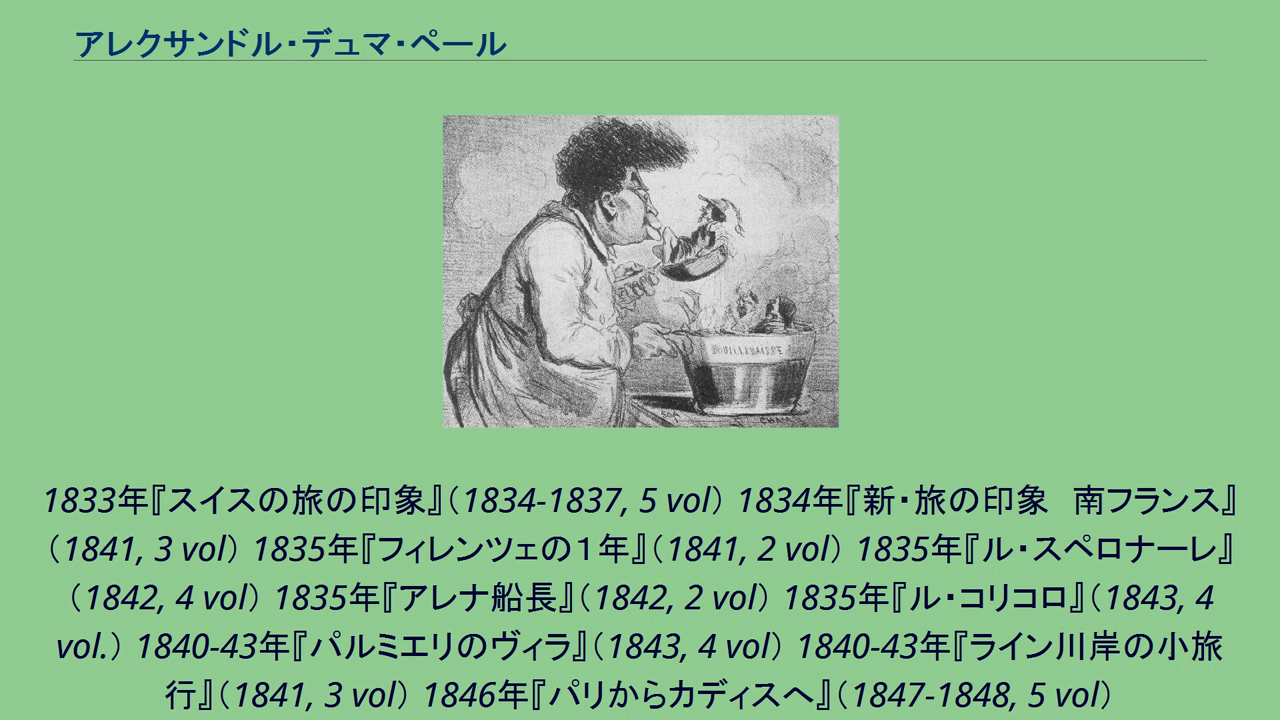 アレクサンドル・デュマ・ペール
BOUILLABAISSE
CHAM
1833年『スイスの旅の印象』（1834-1837, 5 vol） 1834年『新・旅の印象　南フランス』
（1841, 3 vol） 1835年『フィレンツェの１年』（1841, 2 vol） 1835年『ル・スペロナーレ』
（1842, 4 vol） 1835年『アレナ船長』（1842, 2 vol） 1835年『ル・コリコロ』（1843, 4
vol.） 1840-43年『パルミエリのヴィラ』（1843, 4 vol） 1840-43年『ライン川岸の小旅
行』（1841, 3 vol） 1846年『パリからカディスへ』（1847-1848, 5 vol）